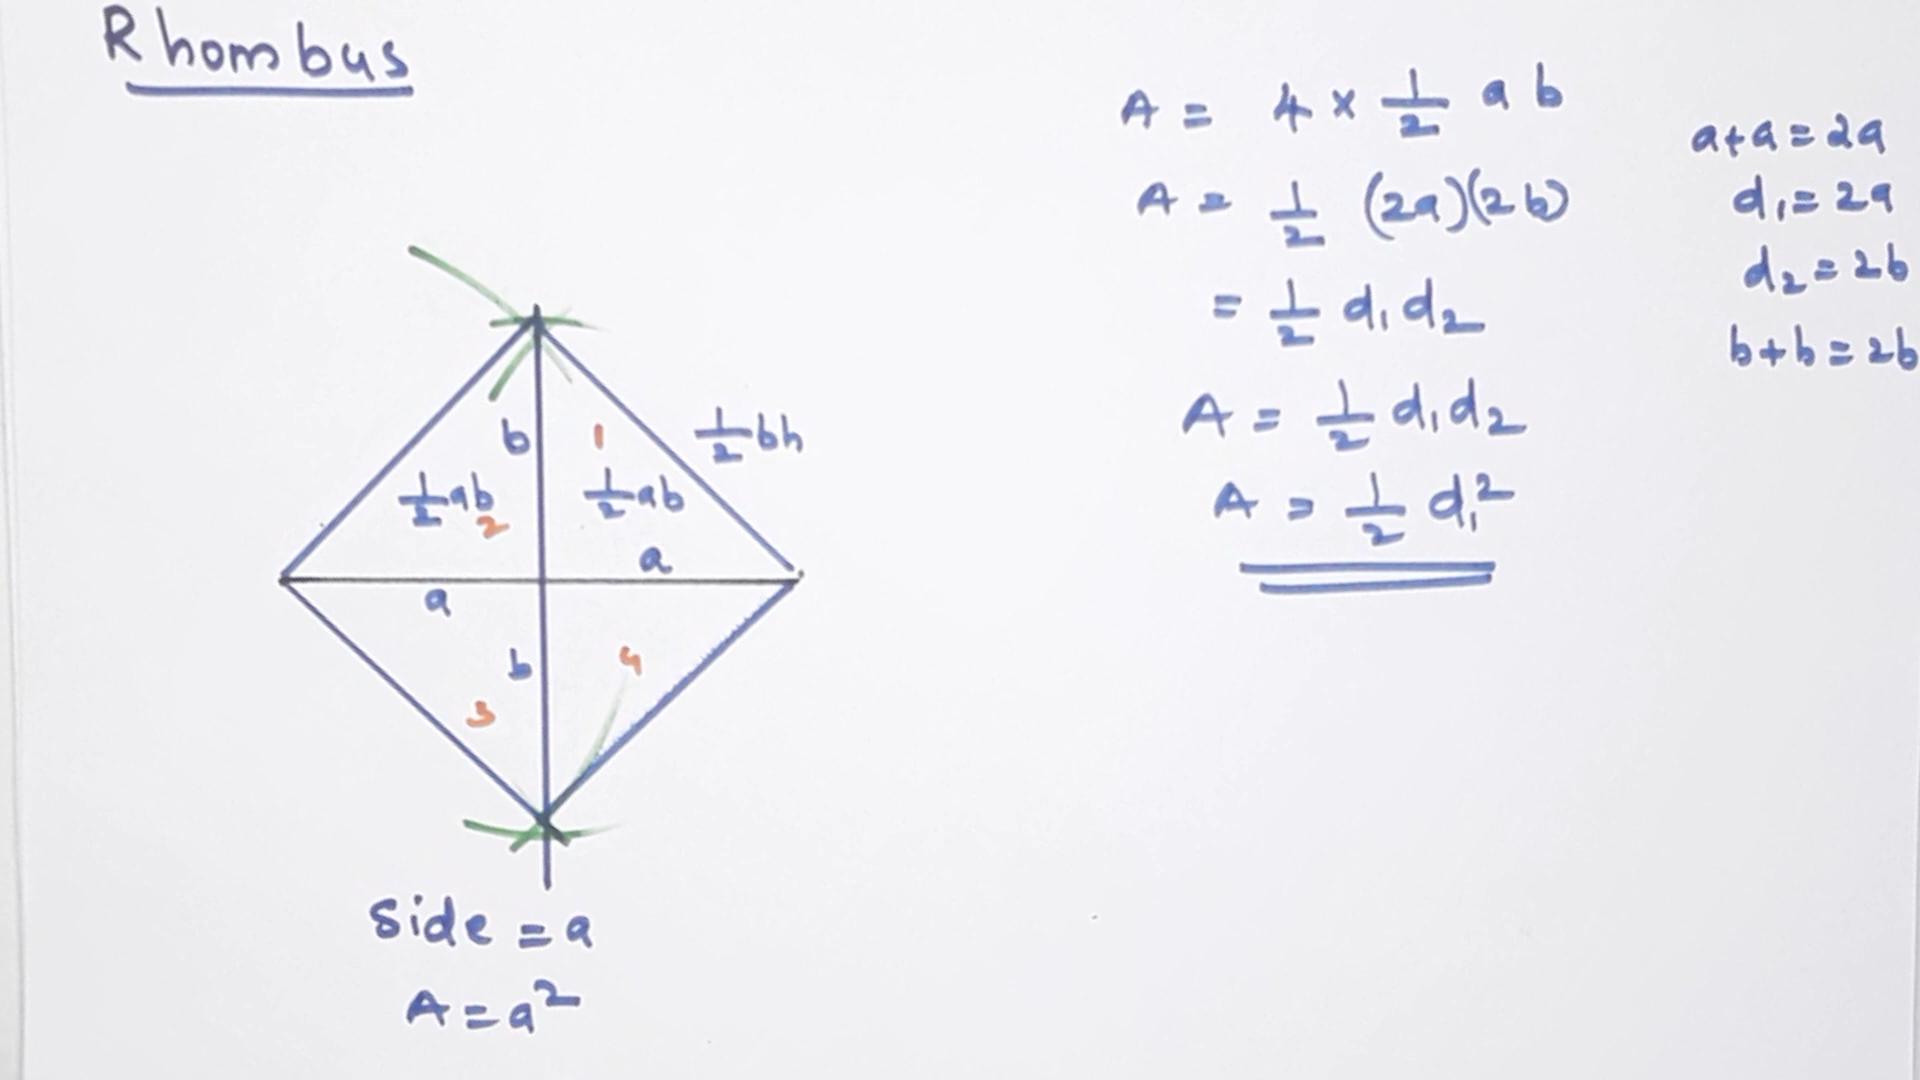 Rhombus
A = 4 × 1/2 a b
A = 1/2 (2a)(2b)
= 1/2 d₁ d₂
A = 1/2 d₁ d₂
A = 1/2 d₁²
a+a=2a
d₁=2a
d₂=2b
b+b=2b
b 1
1/2 bh
1/2 ab 1/2 ab
2
a
a
b 4
3
Side = a
A = a²